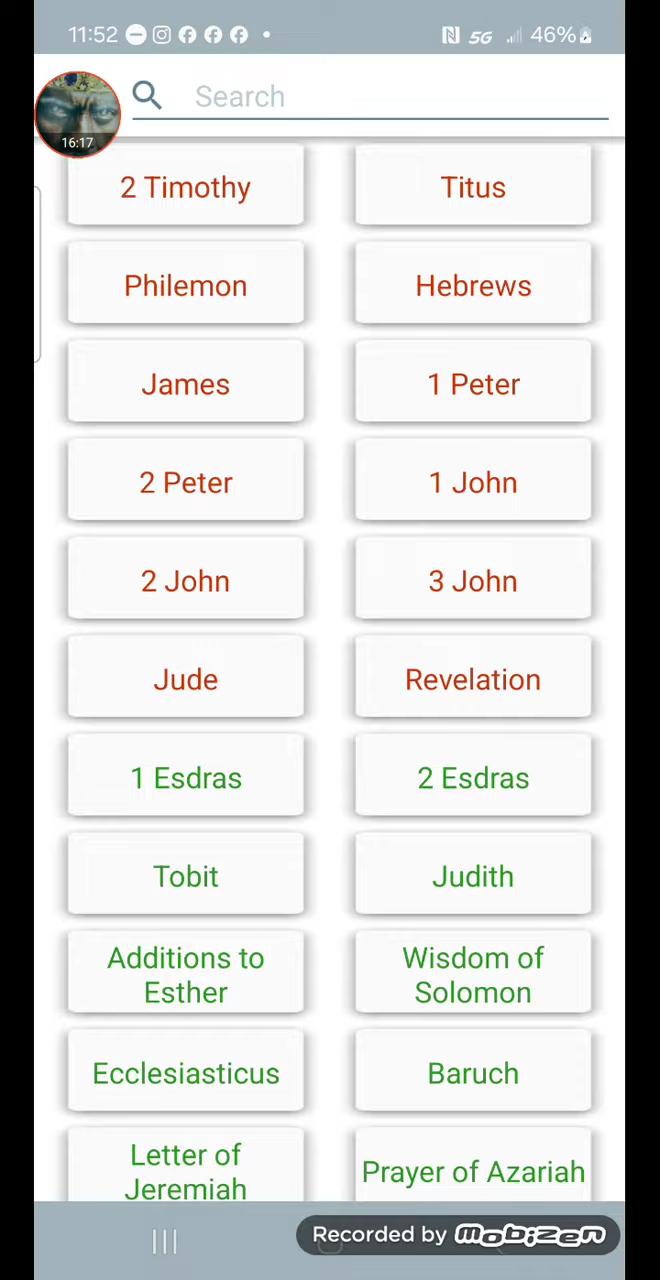 11:52
5G 46%
Search
16:17
2 Timothy Titus
Philemon Hebrews
James 1 Peter
2 Peter 1 John
2 John 3 John
Jude Revelation
1 Esdras 2 Esdras
Tobit Judith
Additions to
Esther
Wisdom of
Solomon
Ecclesiasticus Baruch
Letter of
Jeremiah
Prayer of Azariah
Recorded by mobizen